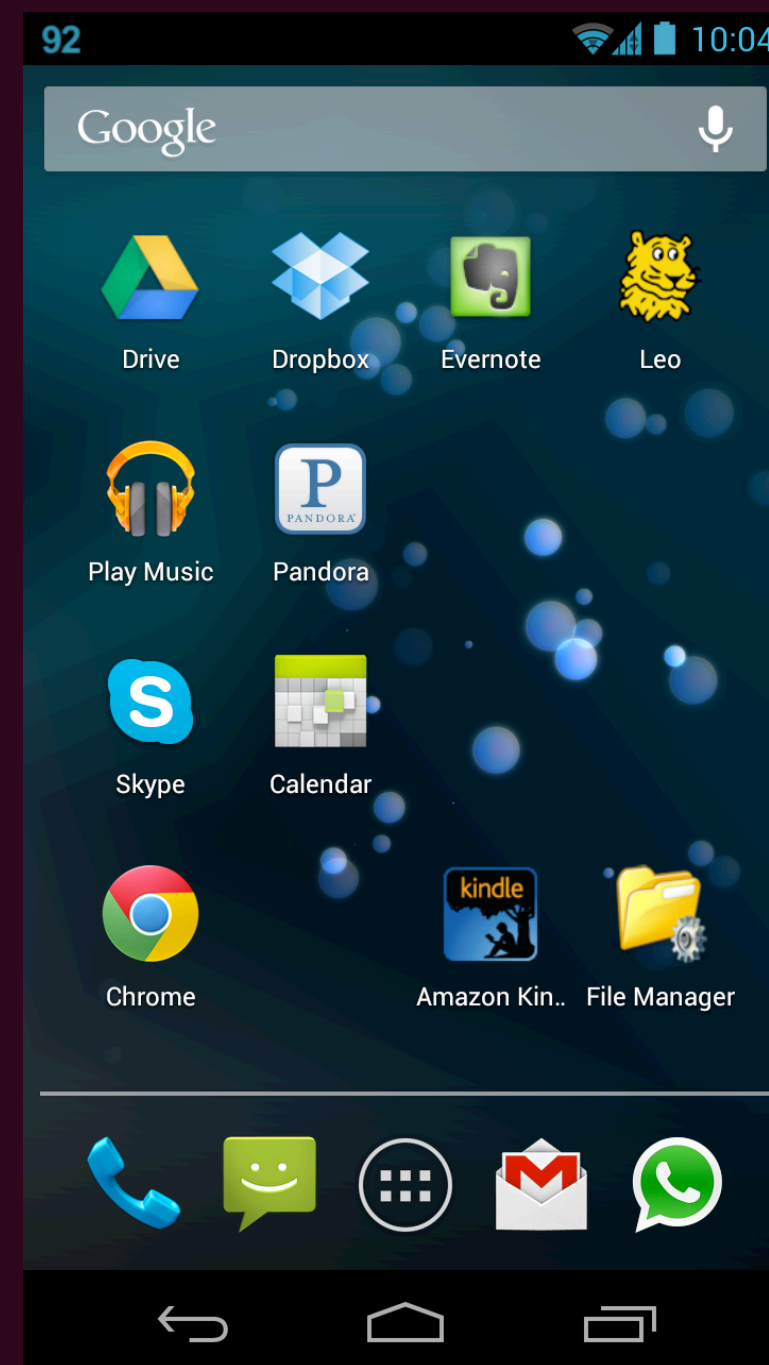 92 10:04
Google
Drive Dropbox Evernote Leo
P
PANDORA
Play Music Pandora
S
Skype Calendar
kindle
Chrome Amazon Kin.. File Manager